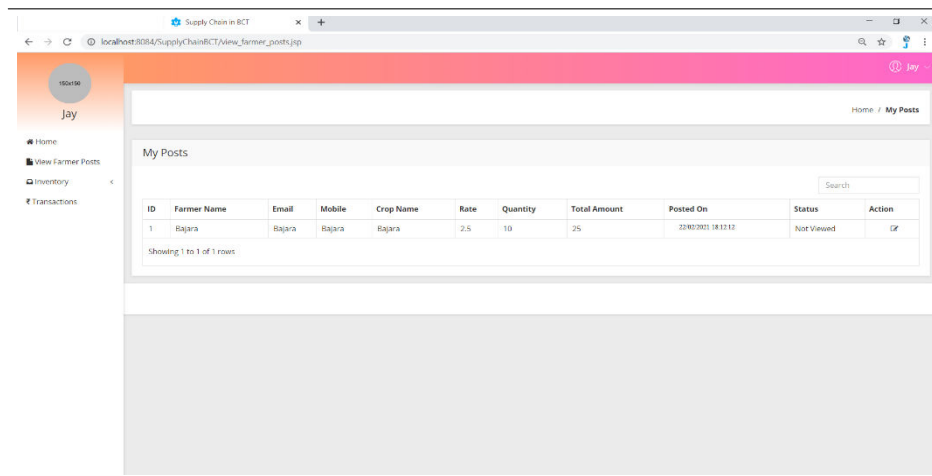 Supply Chain in BCT
localhost:8084/SupplyChainBCT/view_farmer_posts.jsp
Jay
150x150
Jay
Home / My Posts
Home
View Farmer Posts
Inventory
₹ Transactions
My Posts
Search
ID Farmer Name Email Mobile Crop Name Rate Quantity Total Amount Posted On Status Action
1 Bajara Bajara Bajara Bajara 2.5 10 25 22/02/2021 18:12:12 Not Viewed
Showing 1 to 1 of 1 rows